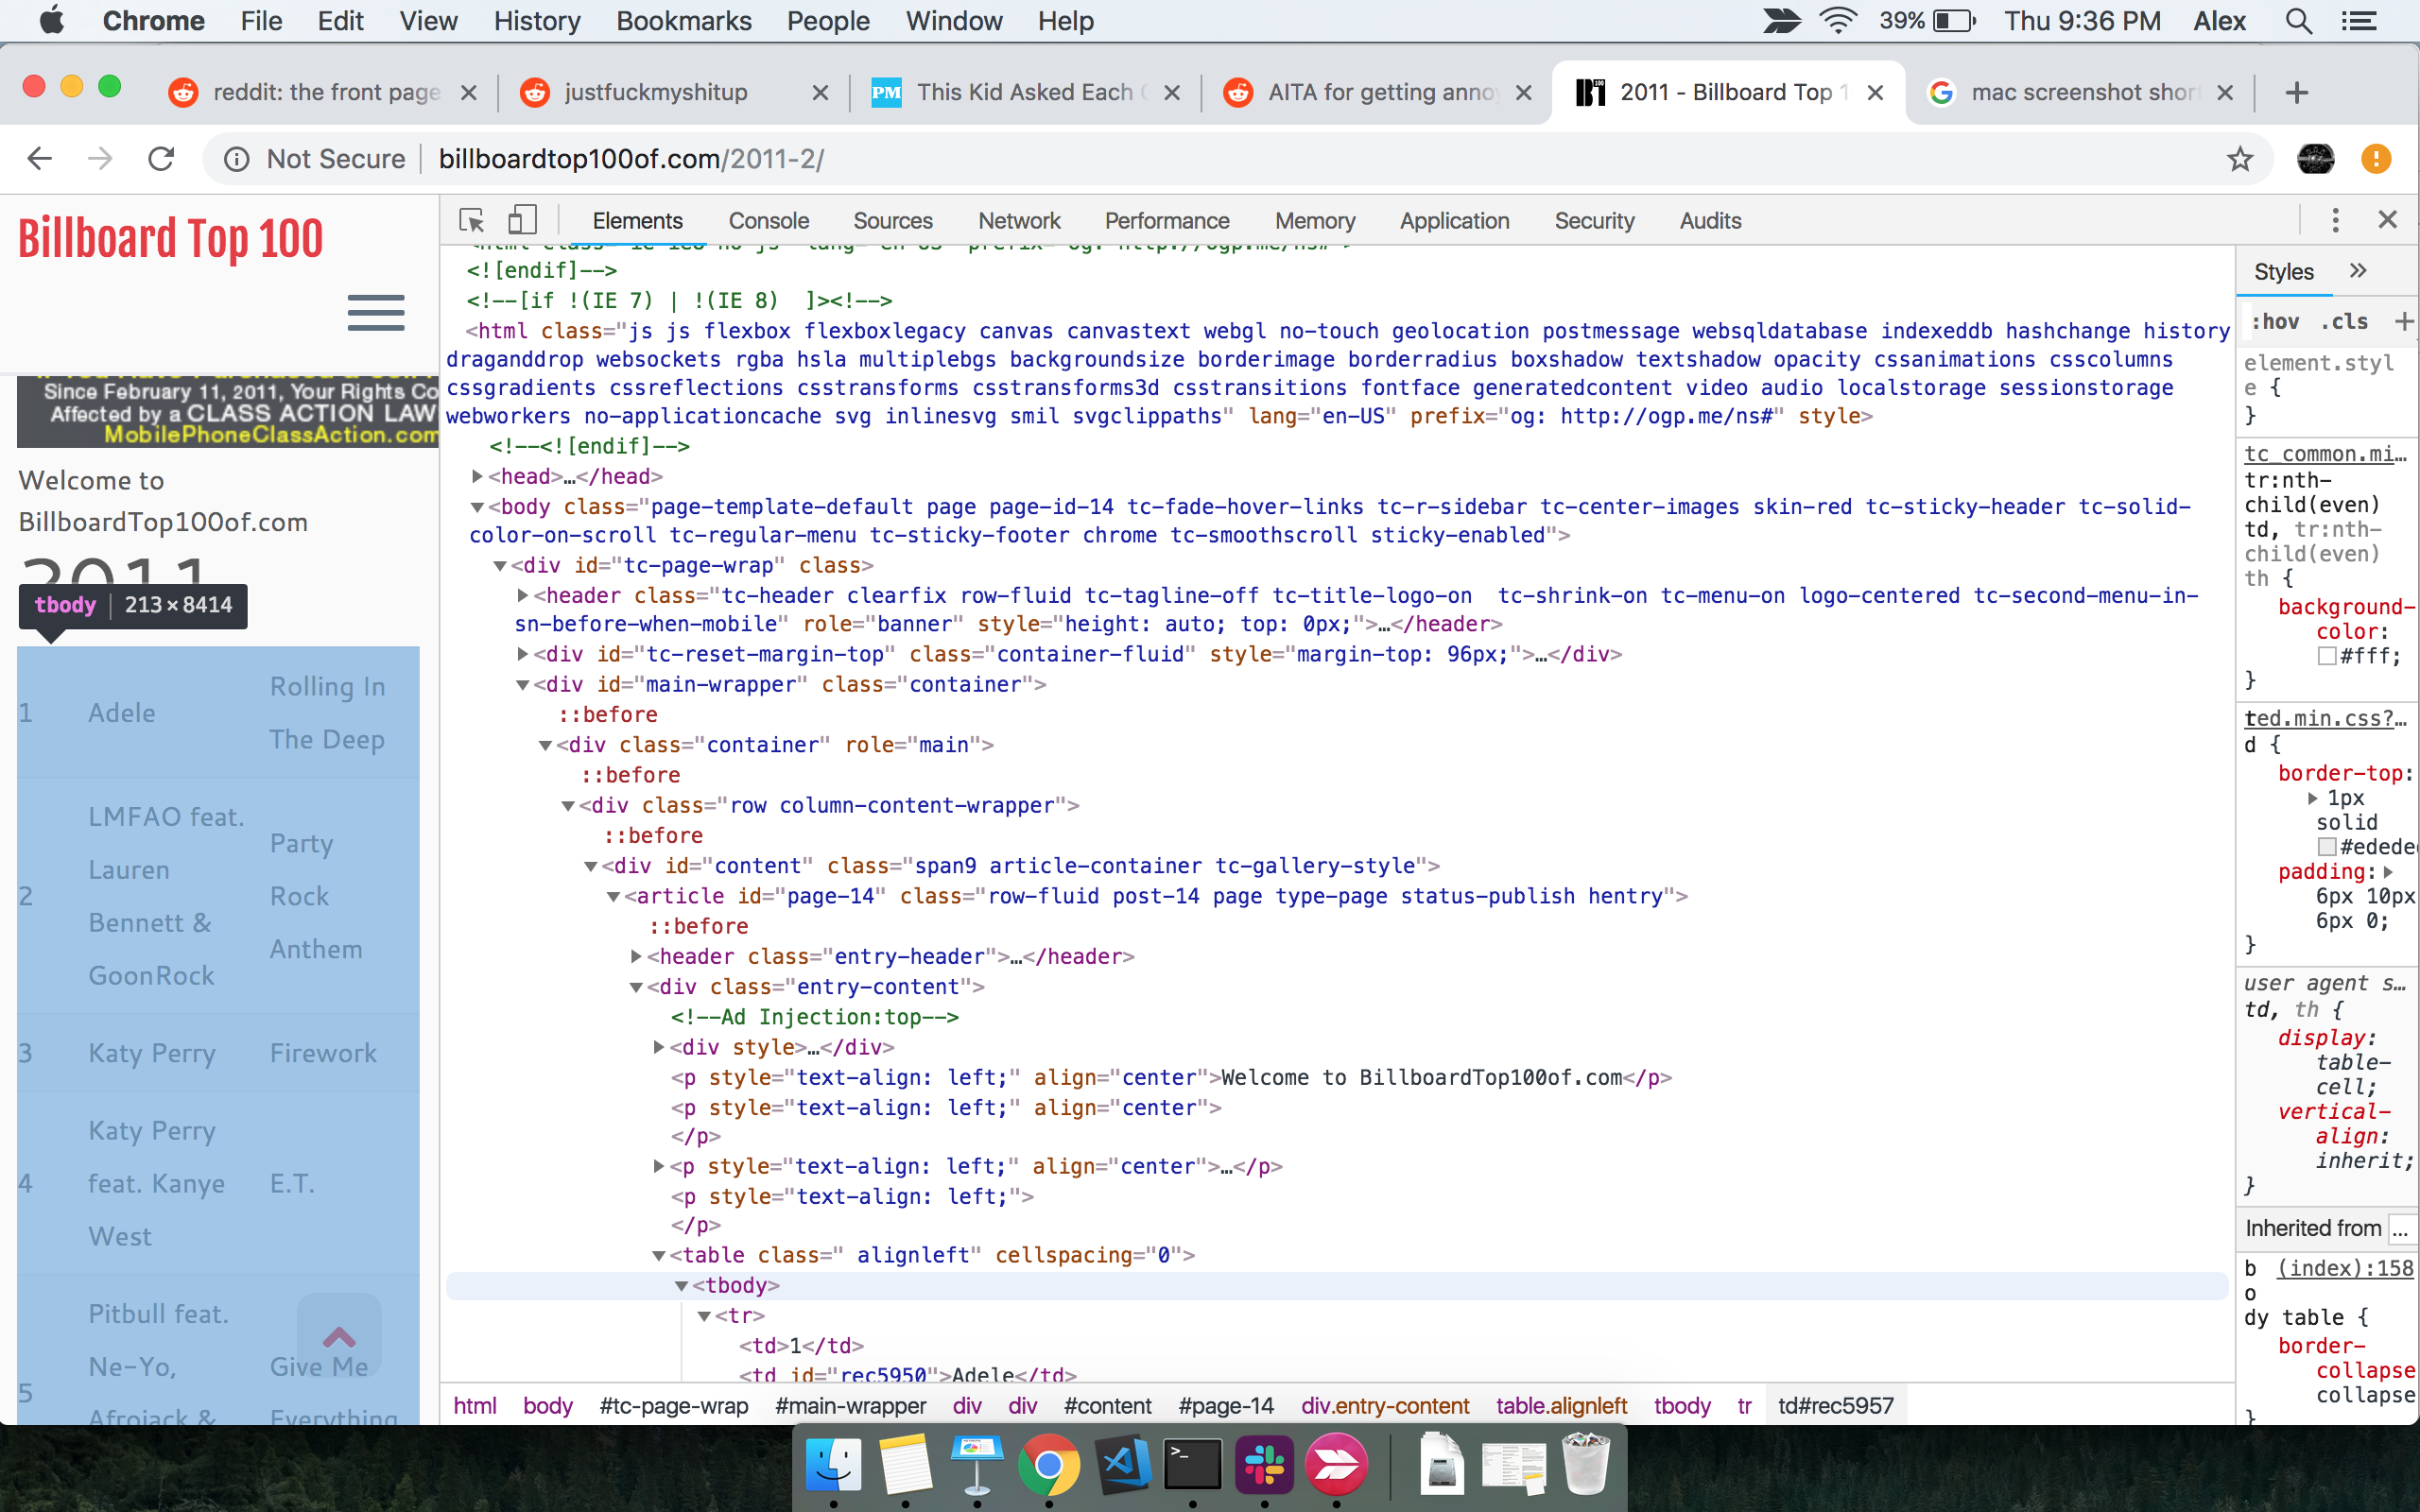 Chrome File Edit View History Bookmarks People Window Help 39% Thu 9:36 PM Alex
reddit: the front page
justfuckmyshitup
PM This Kid Asked Each
AITA for getting anno
2011 - Billboard Top 1
mac screenshot shor
Not Secure billboardtop100of.com/2011-2/
Billboard Top 100
Since February 11, 2011, Your Rights Co
Affected by a CLASS ACTION LAW
MobilePhoneClassAction.com
Welcome to
BillboardTop100of.com
2011
tbody 213×8414
1 Adele Rolling In The Deep
2 LMFAO feat. Lauren Bennett & GoonRock Party Rock Anthem
3 Katy Perry Firework
4 Katy Perry feat. Kanye West E.T.
5 Pitbull feat. Ne-Yo, Afrojack & Give Me Everything
Elements Console Sources Network Performance Memory Application Security Audits
<html class="ie ie8 no-js" lang="en-US" prefix="og: http://ogp.me/ns#">
<![endif]-->
<!--[if !(IE 7) | !(IE 8)  ]><!-->
<html class="js js flexbox flexboxlegacy canvas canvastext webgl no-touch geolocation postmessage websqldatabase indexeddb hashchange history
draganddrop websockets rgba hsla multiplebgs backgroundsize borderimage borderradius boxshadow textshadow opacity cssanimations csscolumns
cssgradients cssreflections csstransforms csstransforms3d csstransitions fontface generatedcontent video audio localstorage sessionstorage
webworkers no-applicationcache svg inlinesvg smil svgclippaths" lang="en-US" prefix="og: http://ogp.me/ns#" style>
<!--<![endif]-->
<head>…</head>
<body class="page-template-default page page-id-14 tc-fade-hover-links tc-r-sidebar tc-center-images skin-red tc-sticky-header tc-solid-
color-on-scroll tc-regular-menu tc-sticky-footer chrome tc-smoothscroll sticky-enabled">
<div id="tc-page-wrap" class>
<header class="tc-header clearfix row-fluid tc-tagline-off tc-title-logo-on  tc-shrink-on tc-menu-on logo-centered tc-second-menu-in-
sn-before-when-mobile" role="banner" style="height: auto; top: 0px;">…</header>
<div id="tc-reset-margin-top" class="container-fluid" style="margin-top: 96px;">…</div>
<div id="main-wrapper" class="container">
::before
<div class="container" role="main">
::before
<div class="row column-content-wrapper">
::before
<div id="content" class="span9 article-container tc-gallery-style">
<article id="page-14" class="row-fluid post-14 page type-page status-publish hentry">
::before
<header class="entry-header">…</header>
<div class="entry-content">
<!--Ad Injection:top-->
<div style>…</div>
<p style="text-align: left;" align="center">Welcome to BillboardTop100of.com</p>
<p style="text-align: left;" align="center">
</p>
<p style="text-align: left;" align="center">…</p>
<p style="text-align: left;">
</p>
<table class=" alignleft" cellspacing="0">
<tbody>
<tr>
<td>1</td>
<td id="rec5950">Adele</td>
html body #tc-page-wrap #main-wrapper div div #content #page-14 div.entry-content table.alignleft tbody tr td#rec5957
Styles
:hov .cls +
element.styl
e {
}
tc_common.mi…
tr:nth-
child(even)
td, tr:nth-
child(even)
th {
background-
color:
#fff;
}
ted.min.css?…
d {
border-top:
1px
solid
#edede
padding:
6px 10px
6px 0;
}
user agent s…
td, th {
display:
table-
cell;
vertical-
align:
inherit;
}
Inherited from …
b (index):158
o
dy table {
border-
collapse
collapse
}